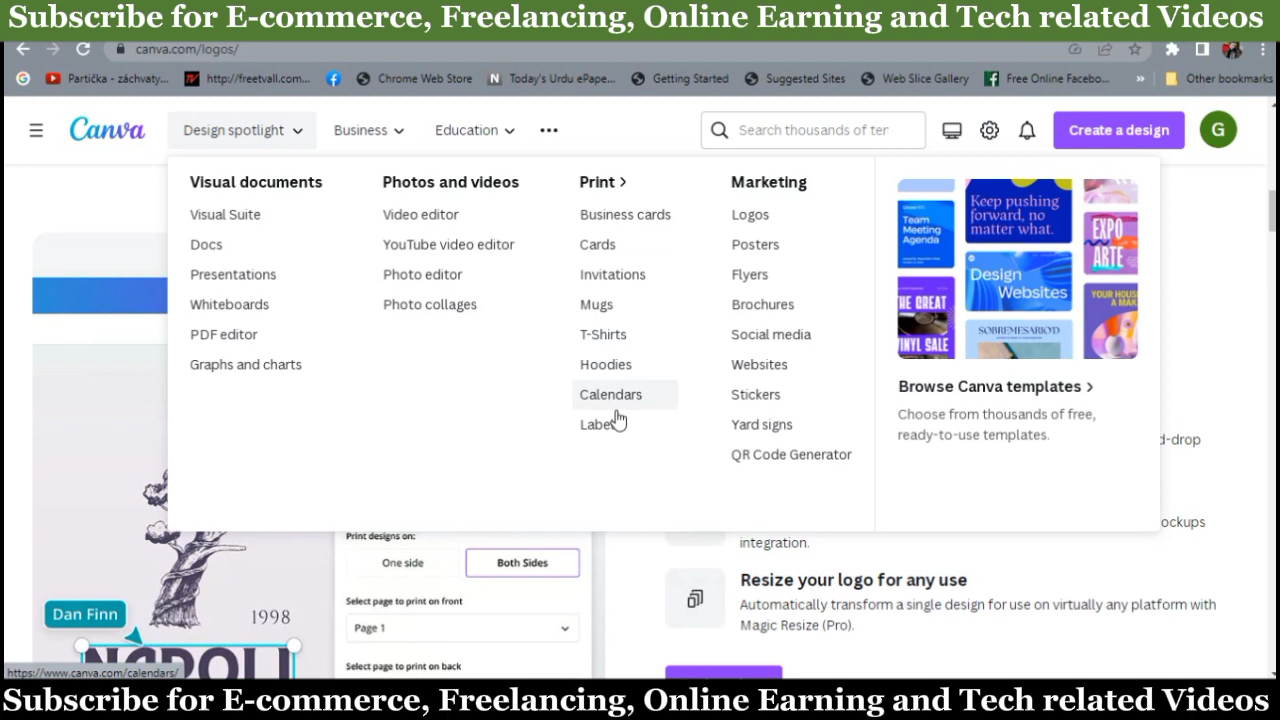 Subscribe for E-commerce, Freelancing, Online Earning and Tech related Videos
canva.com/logos/
Partička - záchvaty... http://freetvall.com... Chrome Web Store Today's Urdu ePape... Getting Started Suggested Sites Web Slice Gallery Free Online Facebo... » Other bookmarks
Canva Design spotlight Business Education Search thousands of ter Create a design G
Visual documents
Visual Suite
Docs
Presentations
Whiteboards
PDF editor
Graphs and charts
Photos and videos
Video editor
YouTube video editor
Photo editor
Photo collages
Print >
Business cards
Cards
Invitations
Mugs
T-Shirts
Hoodies
Calendars
Marketing
Logos
Posters
Flyers
Brochures
Social media
Websites
Stickers
Yard signs
QR Code Generator
Team
Meeting
Agenda
Keep pushing
forward, no
matter what.
EXPO
ARTE
Design
Websites
THE GREAT
VINYL SALE
SOBREMESARIO'D
YOUR HOUS
Browse Canva templates >
Choose from thousands of free,
ready-to-use templates.
d-drop
ockups
integration.
Resize your logo for any use
Automatically transform a single design for use on virtually any platform with
Magic Resize (Pro).
Print designs on:
One side Both Sides
Select page to print on front
Page 1
Select page to print on back
1998
Dan Finn
NAPOLI
https://www.canva.com/calendars/
Subscribe for E-commerce, Freelancing, Online Earning and Tech related Videos